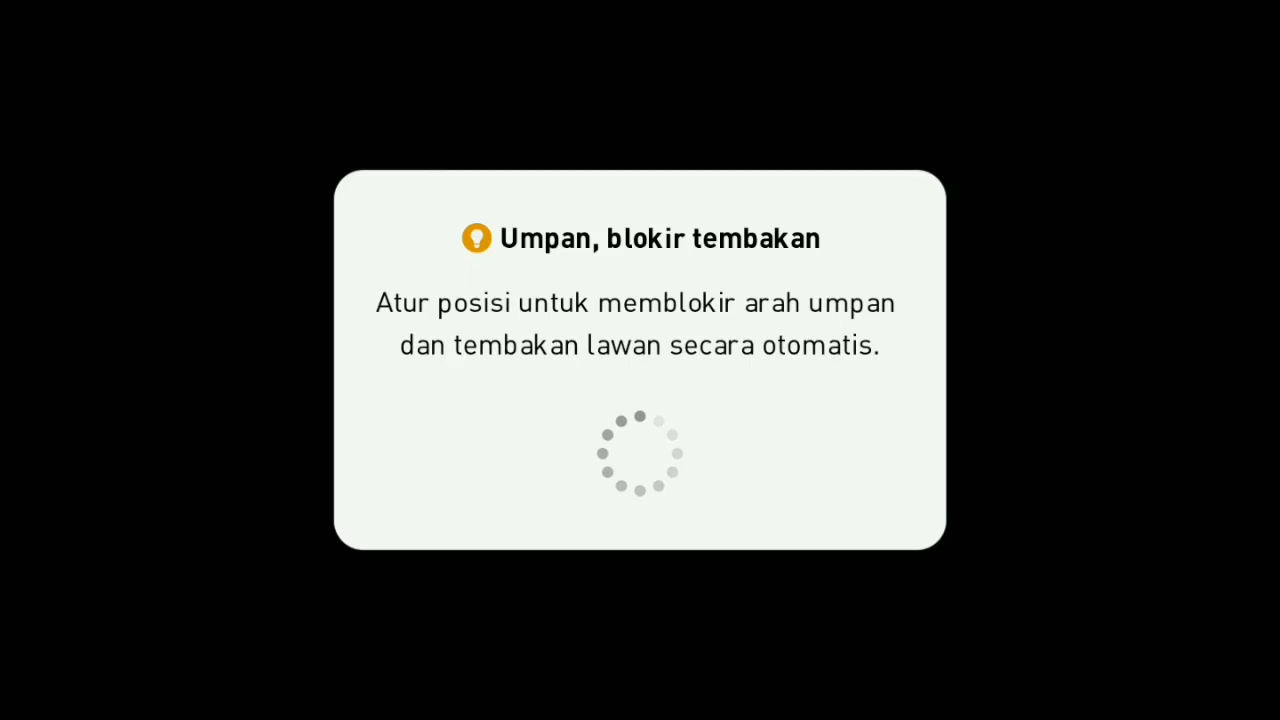 Umpan, blokir tembakan
Atur posisi untuk memblokir arah umpan
dan tembakan lawan secara otomatis.